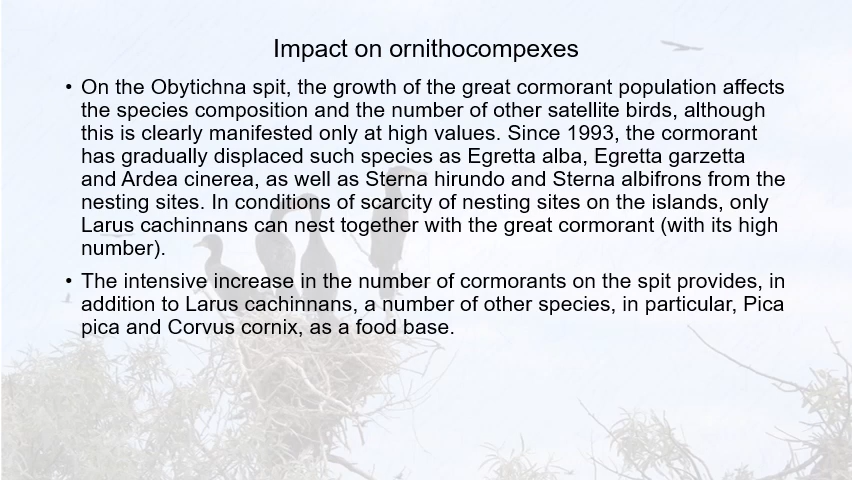 Impact on ornithocompexes
• On the Obytichna spit, the growth of the great cormorant population affects
the species composition and the number of other satellite birds, although
this is clearly manifested only at high values. Since 1993, the cormorant
has gradually displaced such species as Egretta alba, Egretta garzetta
and Ardea cinerea, as well as Sterna hirundo and Sterna albifrons from the
nesting sites. In conditions of scarcity of nesting sites on the islands, only
Larus cachinnans can nest together with the great cormorant (with its high
number).
• The intensive increase in the number of cormorants on the spit provides, in
addition to Larus cachinnans, a number of other species, in particular, Pica
pica and Corvus cornix, as a food base.